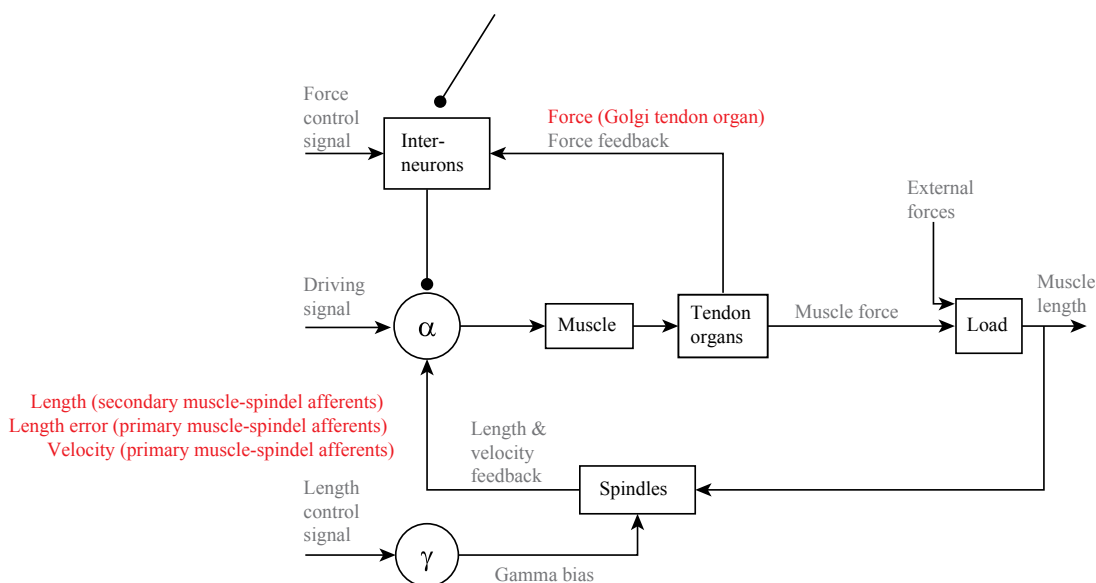 Force
control
signal
Inter-
neurons
Force (Golgi tendon organ)
Force feedback
External
forces
Driving
signal
α
Muscle
Tendon
organs
Muscle force
Load
Muscle
length
Length (secondary muscle-spindel afferents)
Length error (primary muscle-spindel afferents)
Velocity (primary muscle-spindel afferents)
Length &
velocity
feedback
Spindles
Length
control
signal
γ
Gamma bias